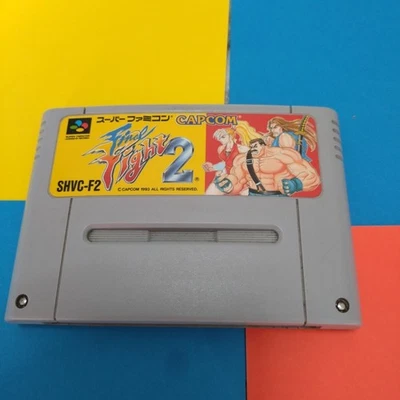 スーパーファミコン CAPCOM
Final
Fight 2
SHVC-F2
© CAPCOM 1993 ALL RIGHTS RESERVED.